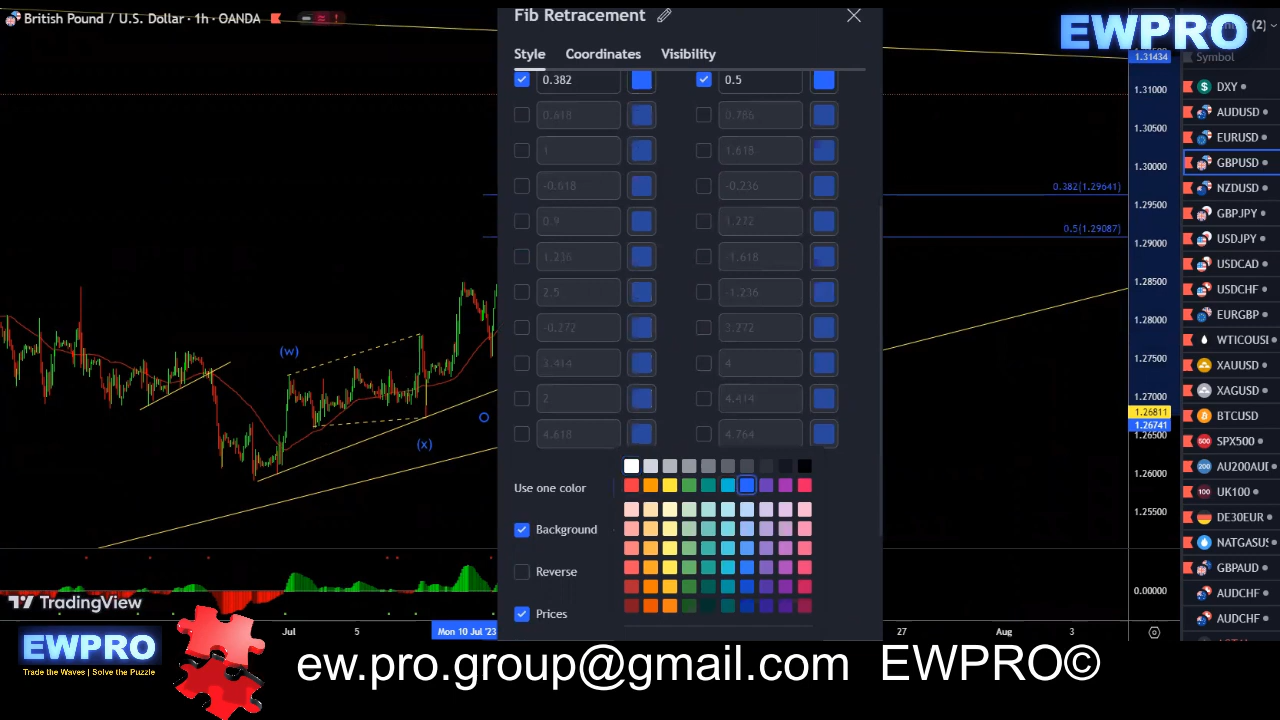 British Pound / U.S. Dollar · 1h · OANDA
Fib Retracement
EWPRO
(2)
Style Coordinates Visibility
Symbol
1.31434
0.382 0.5
1.31000
DXY
0.618 0.786
AUDUSD
1.30500
EURUSD
1 1.618
1.30000
GBPUSD
-0.618 -0.236
0.382(1.29641)
NZDUSD
1.29500
GBPJPY
0.9 1.272
0.5(1.29087)
1.29000
USDJPY
1.236 -1.618
USDCAD
1.28500
2.5 -1.236
USDCHF
1.28000
EURGBP
-0.272 3.272
WTICOUSI
(w)
1.27500
3.414 4
XAUUSD
2 4.414
1.27000
XAGUSD
1.26811
BTCUSD
1.26741
4.618 4.764
1.26500
(x)
SPX500
1.26000
AU200AUD
Use one color
UK100
1.25500
DE30EUR
Background
NATGASUS
Reverse
GBPAUD
0.00000
AUDCHF
TradingView
Prices
AUDCHF
Jul 5 Mon 10 Jul '23 27 Aug 3
EWPRO
Trade the Waves | Solve the Puzzle
ew.pro.group@gmail.com EWPRO©